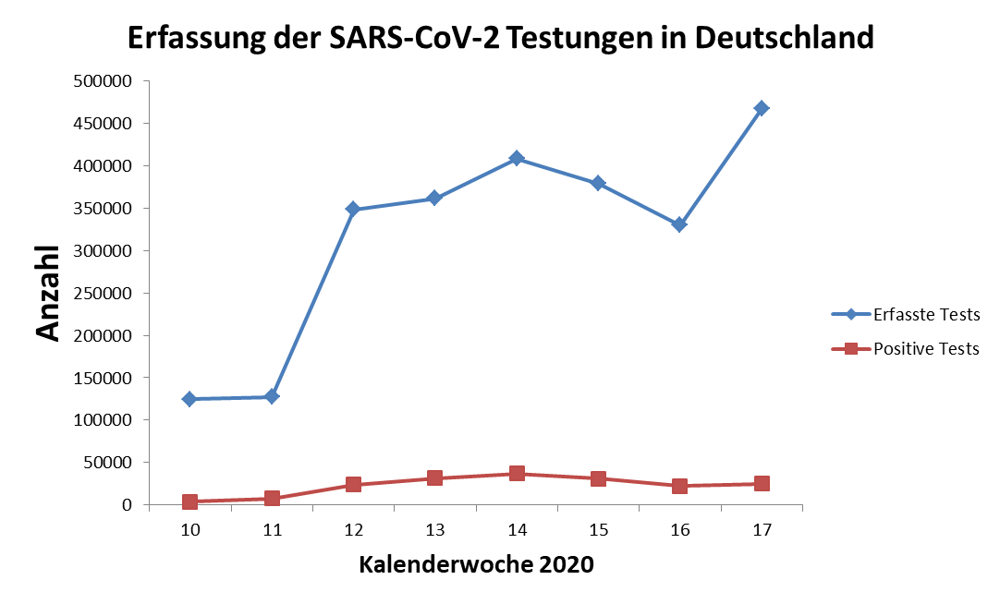 Erfassung der SARS-CoV-2 Testungen in Deutschland
500000
450000
400000
350000
300000
250000
200000
150000
100000
50000
0
Anzahl
10 11 12 13 14 15 16 17
Kalenderwoche 2020
Erfasste Tests
Positive Tests